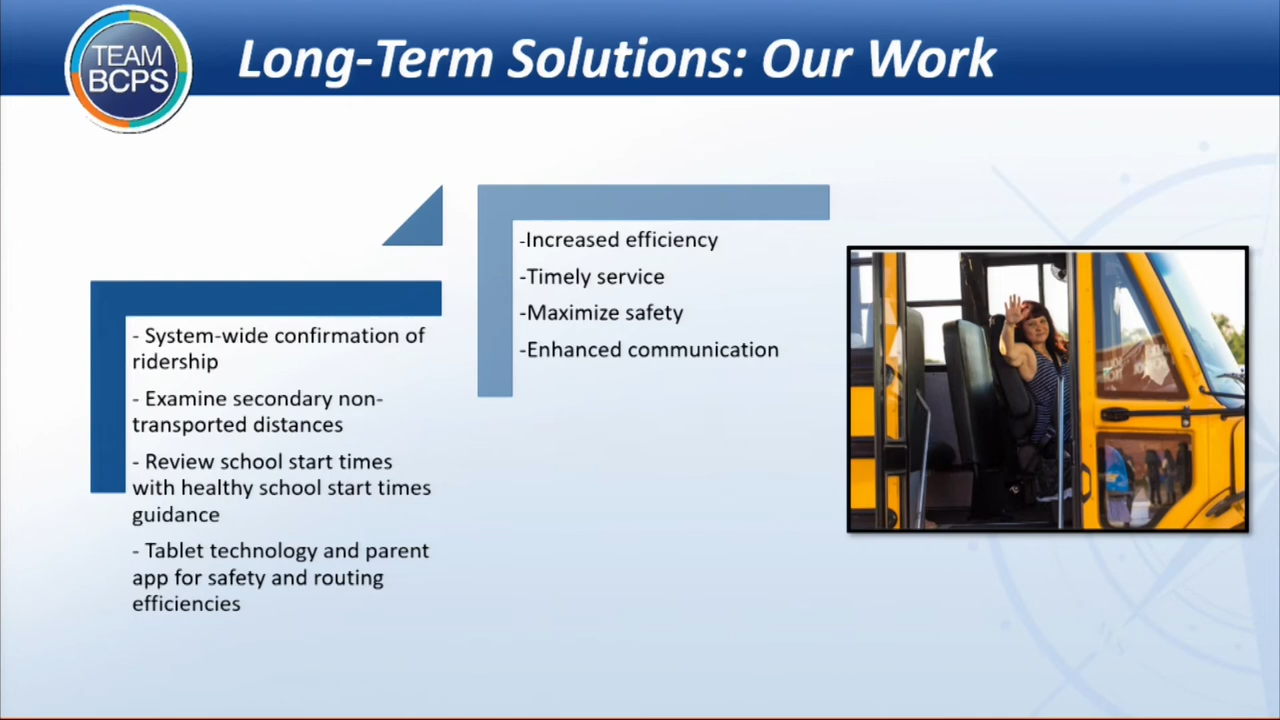 TEAM
BCPS
Long-Term Solutions: Our Work
- System-wide confirmation of
ridership
- Examine secondary non-
transported distances
- Review school start times
with healthy school start times
guidance
- Tablet technology and parent
app for safety and routing
efficiencies
-Increased efficiency
-Timely service
-Maximize safety
-Enhanced communication